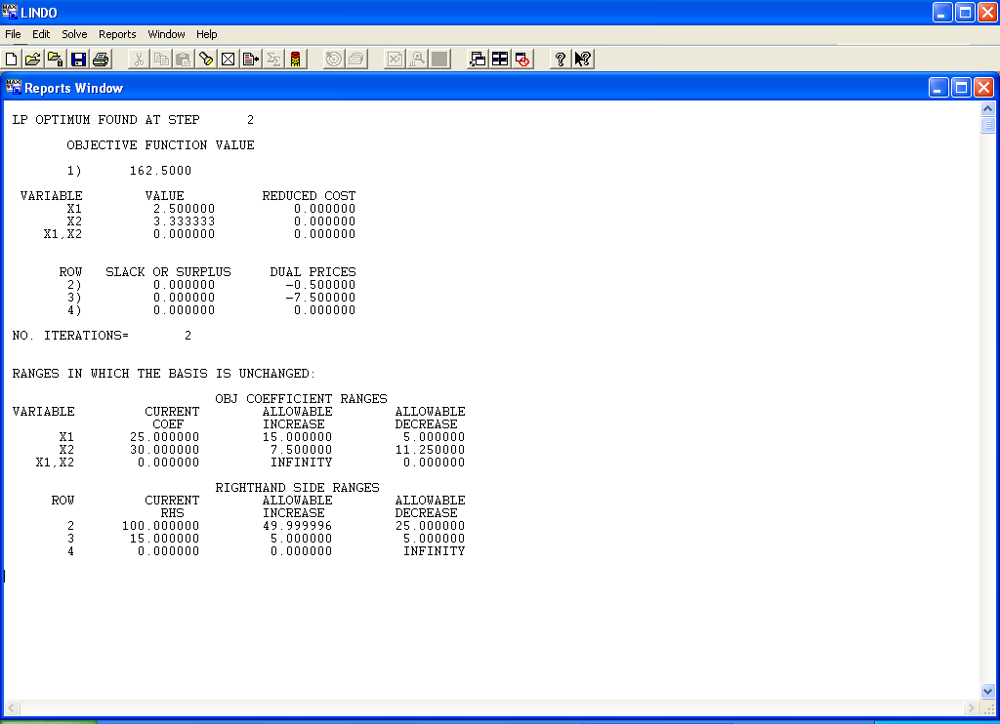 LINDO
File Edit Solve Reports Window Help
Reports Window
LP OPTIMUM FOUND AT STEP 2
OBJECTIVE FUNCTION VALUE
1) 162.5000
VARIABLE VALUE REDUCED COST
X1 2.500000 0.000000
X2 3.333333 0.000000
X1,X2 0.000000 0.000000
ROW SLACK OR SURPLUS DUAL PRICES
2) 0.000000 -0.500000
3) 0.000000 -7.500000
4) 0.000000 0.000000
NO. ITERATIONS= 2
RANGES IN WHICH THE BASIS IS UNCHANGED:
OBJ COEFFICIENT RANGES
VARIABLE CURRENT ALLOWABLE ALLOWABLE
COEF INCREASE DECREASE
X1 25.000000 15.000000 5.000000
X2 30.000000 7.500000 11.250000
X1,X2 0.000000 INFINITY 0.000000
RIGHTHAND SIDE RANGES
ROW CURRENT ALLOWABLE ALLOWABLE
RHS INCREASE DECREASE
2 100.000000 49.999996 25.000000
3 15.000000 5.000000 5.000000
4 0.000000 0.000000 INFINITY